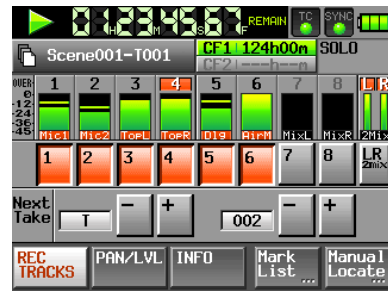 01H23M45S67F REMAIN TC SYNC
Scene001-T001 CF1 124h00m SOLO
CF2 ---h--m
OVER 1 2 3 4 5 6 7 8 L R
0
-12
-24
-36
-45
Mic1 Mic2 TopL TopR Dlg AirM MixL MixR 2Mix
1 2 3 4 5 6 7 8 LR
2mix
Next
Take T - + 002 - +
REC
TRACKS PAN/LVL INFO Mark
List ... Manual
Locate...